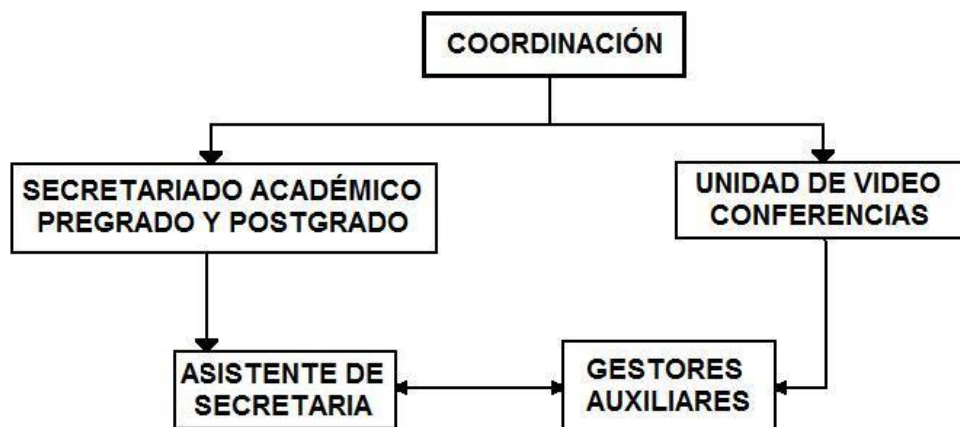 COORDINACIÓN
SECRETARIADO ACADÉMICO
PREGRADO Y POSTGRADO
UNIDAD DE VIDEO
CONFERENCIAS
ASISTENTE DE
SECRETARIA
GESTORES
AUXILIARES